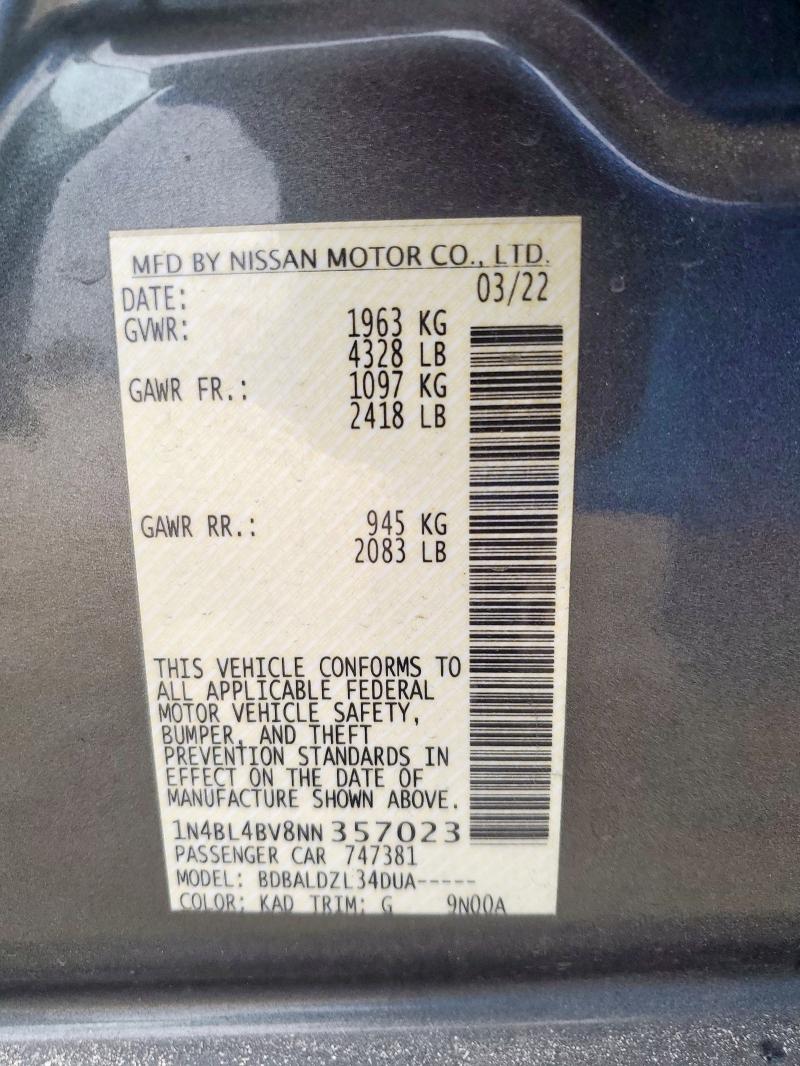 MFD BY NISSAN MOTOR CO., LTD.
DATE: 03/22
GVWR: 1963 KG
4328 LB
GAWR FR.: 1097 KG
2418 LB
GAWR RR.: 945 KG
2083 LB
THIS VEHICLE CONFORMS TO
ALL APPLICABLE FEDERAL
MOTOR VEHICLE SAFETY,
BUMPER, AND THEFT
PREVENTION STANDARDS IN
EFFECT ON THE DATE OF
MANUFACTURE SHOWN ABOVE.
1N4BL4BV8NN357023
PASSENGER CAR 747381
MODEL: BDBALDZL34DUA-----
COLOR: KAD TRIM: G 9N00A